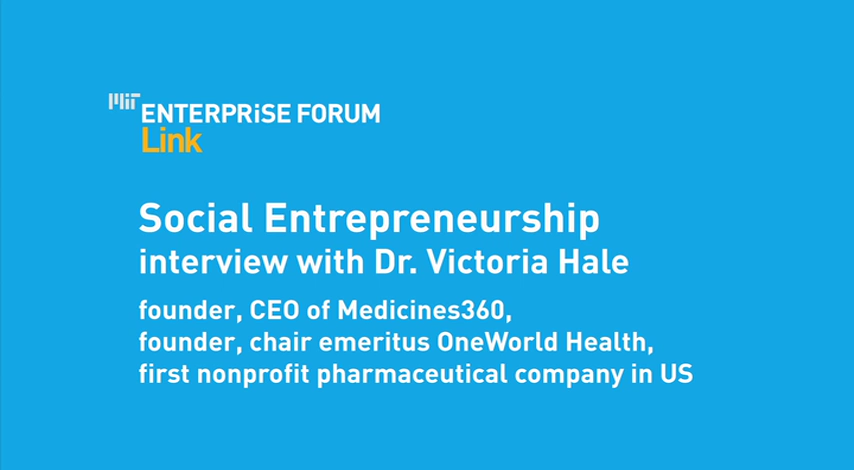 MIT
ENTERPRiSE FORUM
Link
Social Entrepreneurship
interview with Dr. Victoria Hale
founder, CEO of Medicines360,
founder, chair emeritus OneWorld Health,
first nonprofit pharmaceutical company in US